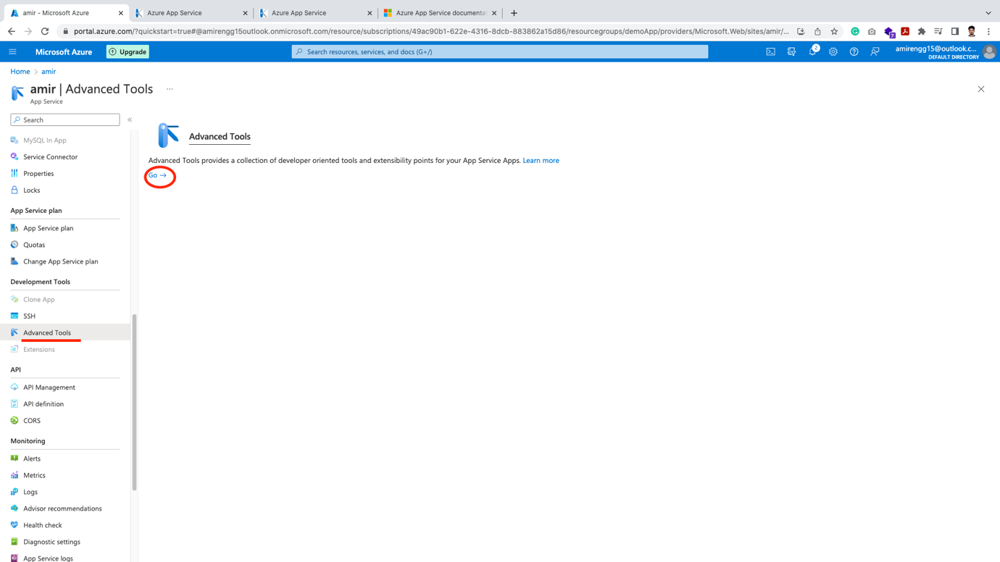 amir - Microsoft Azure
Azure App Service
Azure App Service
Azure App Service documenta
portal.azure.com/?quickstart=true#@amirengg15outlook.onmicrosoft.com/resource/subscriptions/49ac90b1-622e-4316-8dcb-883862a15d86/resourcegroups/demoApp/providers/Microsoft.Web/sites/amir/...
7
Microsoft Azure
Upgrade
Search resources, services, and docs (G+/)
2
amirengg15@outlook.c...
DEFAULT DIRECTORY
Home > amir
amir | Advanced Tools ...
App Service
Search
«
MySQL In App
Service Connector
Properties
Locks
App Service plan
App Service plan
Quotas
Change App Service plan
Development Tools
Clone App
SSH
Advanced Tools
Extensions
API
API Management
API definition
CORS
Monitoring
Alerts
Metrics
Logs
Advisor recommendations
Health check
Diagnostic settings
App Service logs
Advanced Tools
Advanced Tools provides a collection of developer oriented tools and extensibility points for your App Service Apps. Learn more
Go →